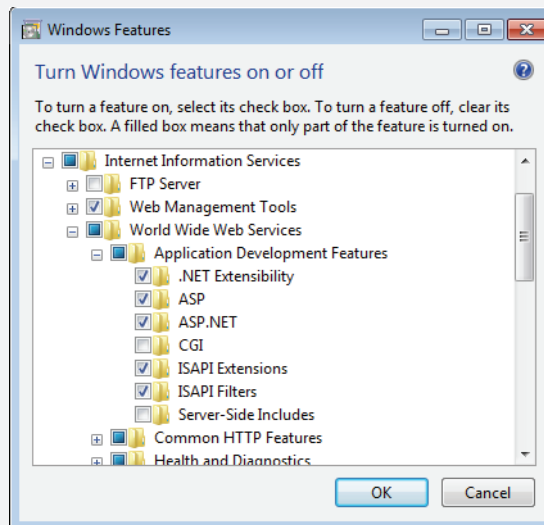 Windows Features
Turn Windows features on or off
To turn a feature on, select its check box. To turn a feature off, clear its
check box. A filled box means that only part of the feature is turned on.
Internet Information Services
FTP Server
Web Management Tools
World Wide Web Services
Application Development Features
.NET Extensibility
ASP
ASP.NET
CGI
ISAPI Extensions
ISAPI Filters
Server-Side Includes
Common HTTP Features
Health and Diagnostics
OK Cancel